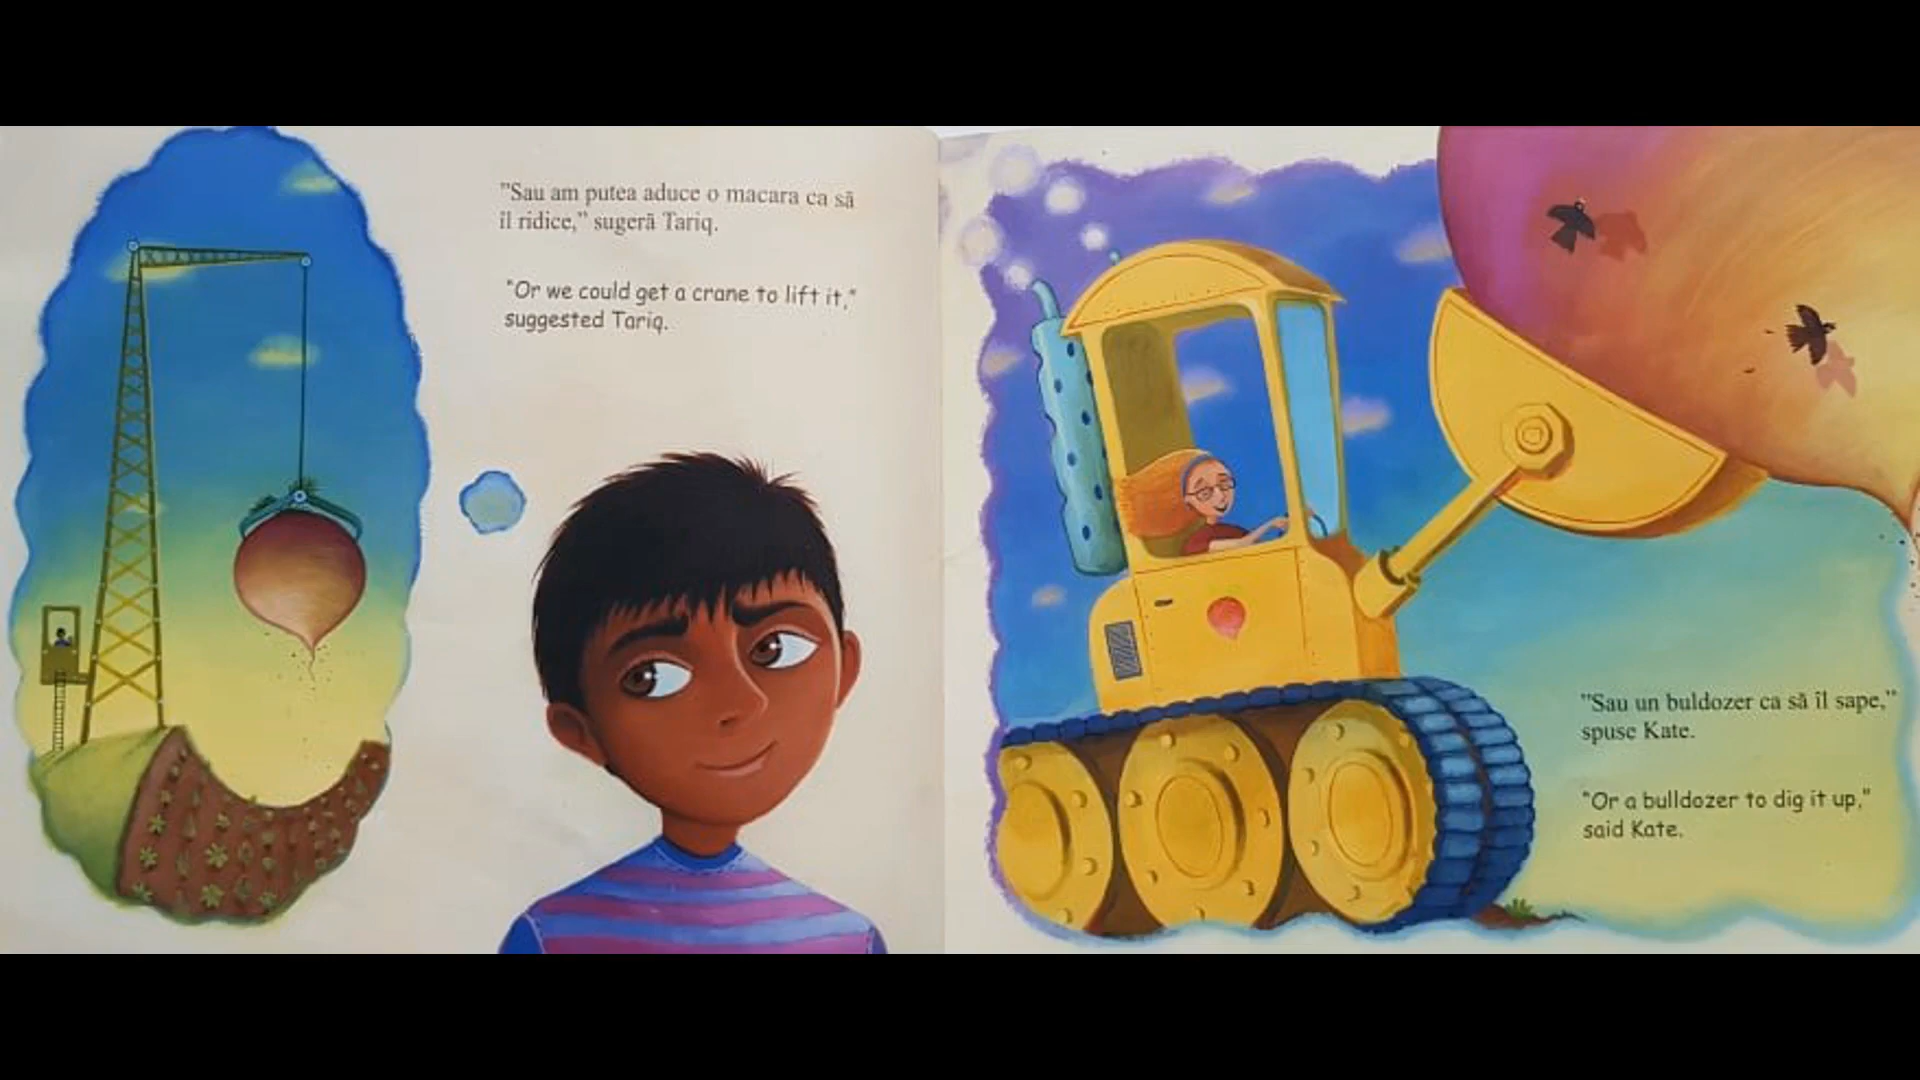 ”Sau am putea aduce o macara ca să
îl ridice,” sugeră Tariq.
“Or we could get a crane to lift it,”
suggested Tariq.
”Sau un buldozer ca să îl sape,”
spuse Kate.
“Or a bulldozer to dig it up,”
said Kate.